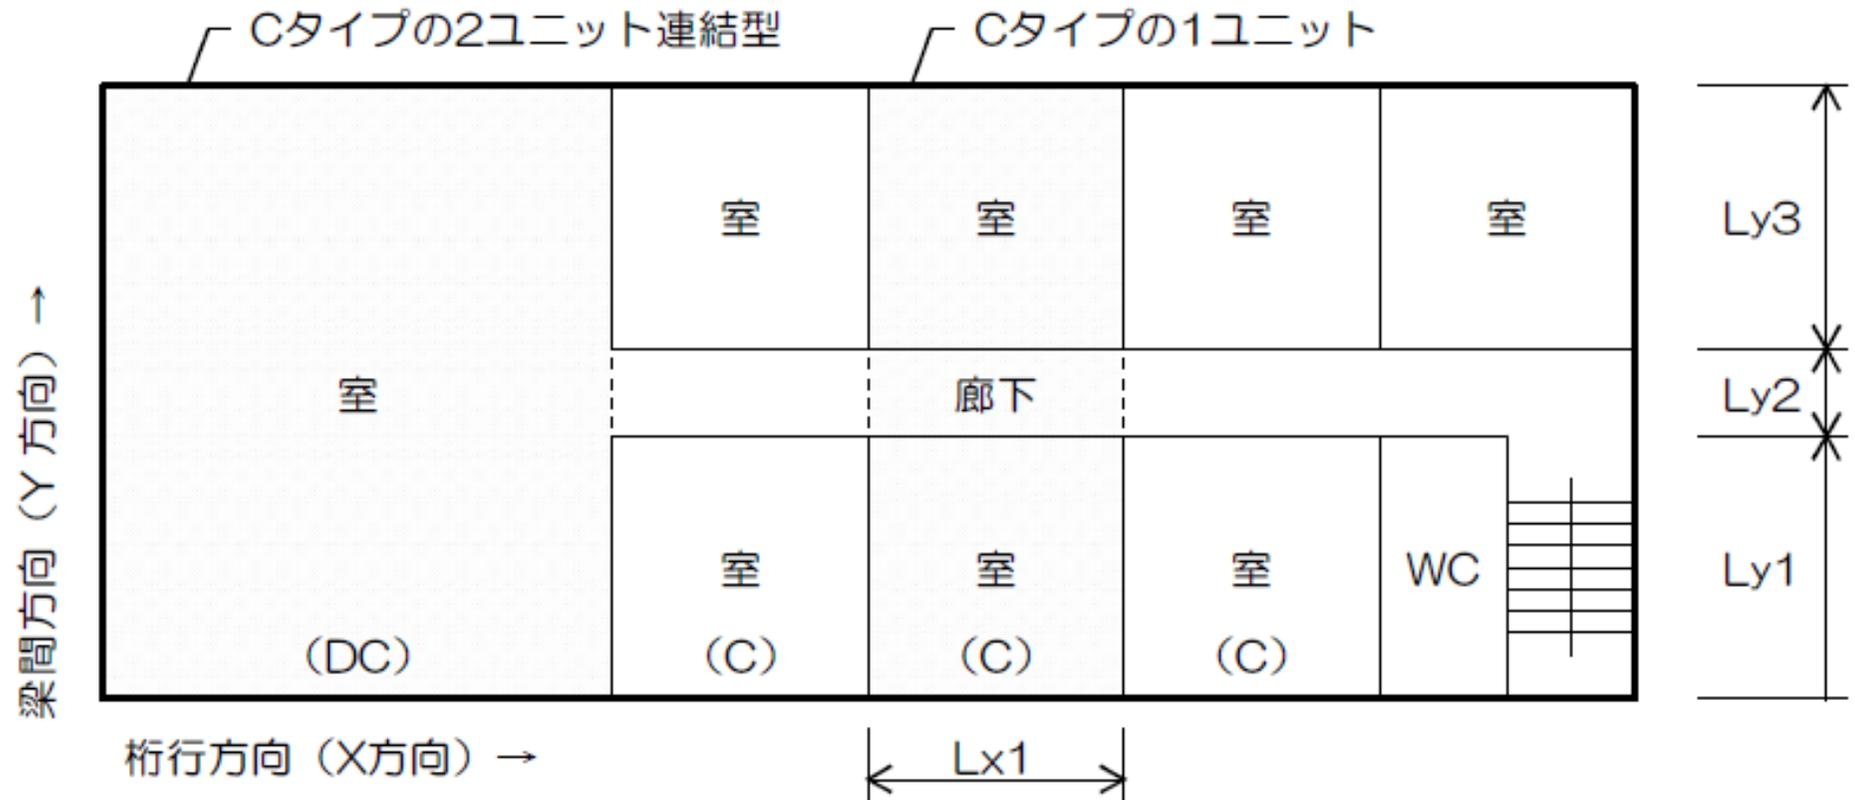 Cタイプの2ユニット連結型
Cタイプの1ユニット
室
室
室
室
Ly3
室
廊下
Ly2
室
室
室
WC
Ly1
(DC)
(C)
(C)
(C)
梁間方向(Y方向)→
桁行方向(X方向)→
Lx1